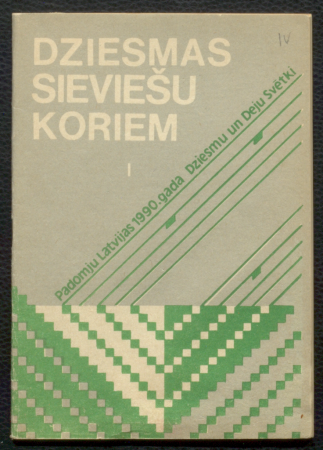 DZIESMAS
SIEVIEŠU
KORIEM
I
Padomju Latvijas 1990. gada Dziesmu un Deju Svētki